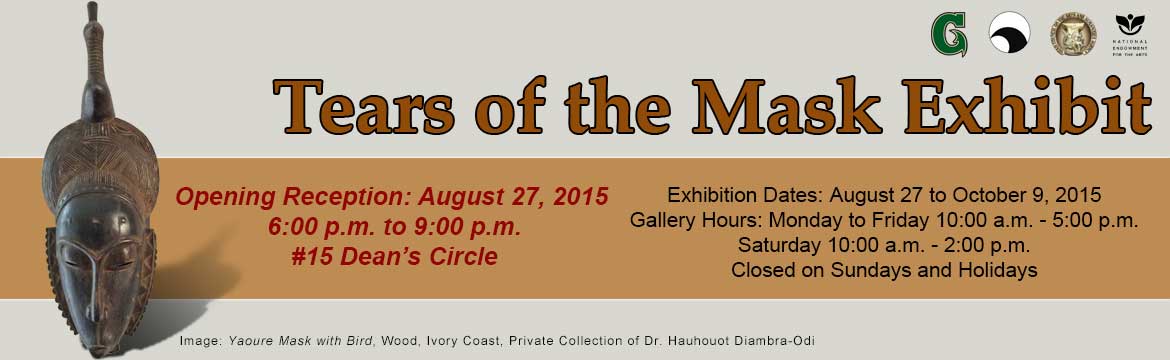 G
NATIONAL
ENDOWMENT
FOR THE ARTS
Tears of the Mask Exhibit
Opening Reception: August 27, 2015
6:00 p.m. to 9:00 p.m.
#15 Dean's Circle
Exhibition Dates: August 27 to October 9, 2015
Gallery Hours: Monday to Friday 10:00 a.m. - 5:00 p.m.
Saturday 10:00 a.m. - 2:00 p.m.
Closed on Sundays and Holidays
Image: Yaoure Mask with Bird, Wood, Ivory Coast, Private Collection of Dr. Hauhouot Diambra-Odi